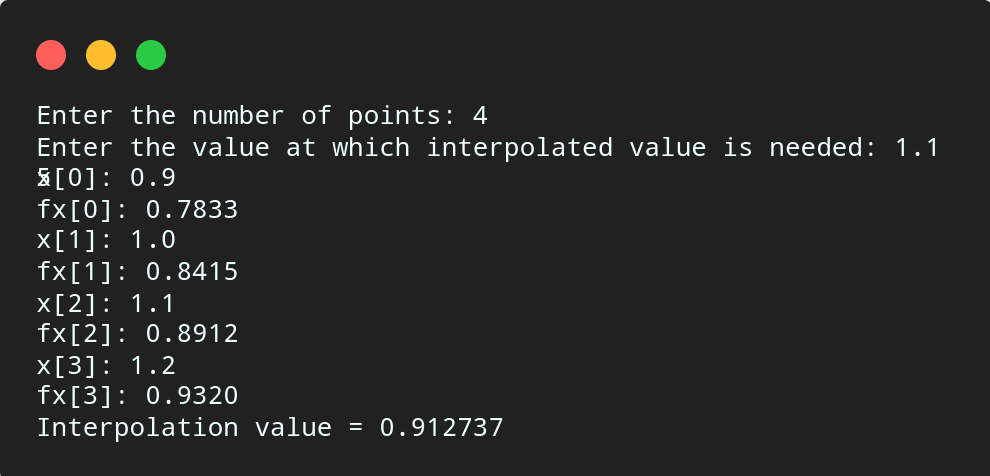 Enter the number of points: 4
Enter the value at which interpolated value is needed: 1.1
5
x[0]: 0.9
fx[0]: 0.7833
x[1]: 1.0
fx[1]: 0.8415
x[2]: 1.1
fx[2]: 0.8912
x[3]: 1.2
fx[3]: 0.9320
Interpolation value = 0.912737